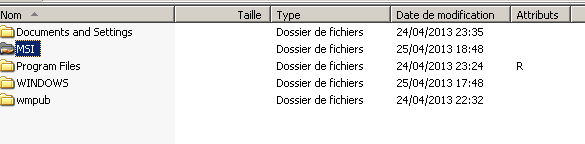 Nom Taille Type Date de modification Attributs
Documents and Settings Dossier de fichiers 24/04/2013 23:35
MSI Dossier de fichiers 25/04/2013 18:48
Program Files Dossier de fichiers 24/04/2013 23:24 R
WINDOWS Dossier de fichiers 25/04/2013 17:48
wmpub Dossier de fichiers 24/04/2013 22:32